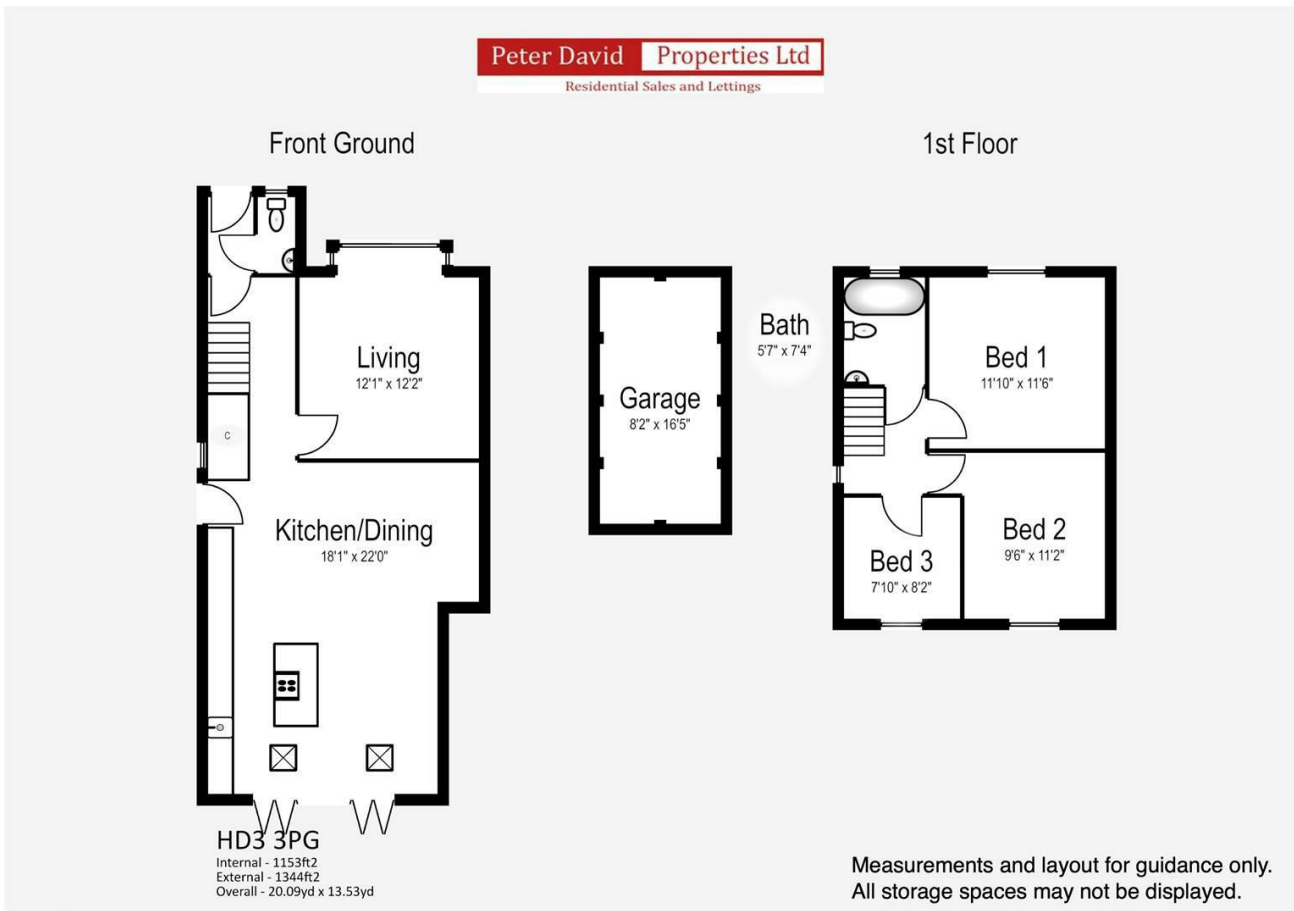 Peter David Properties Ltd
Residential Sales and Lettings
Front Ground
1st Floor
Living
12'1" x 12'2"
C
Kitchen/Dining
18'1" x 22'0"
Garage
8'2" x 16'5"
Bath
5'7" x 7'4"
Bed 1
11'10" x 11'6"
Bed 2
9'6" x 11'2"
Bed 3
7'10" x 8'2"
HD3 3PG
Internal - 1153ft2
External - 1344ft2
Overall - 20.09yd x 13.53yd
Measurements and layout for guidance only.
All storage spaces may not be displayed.